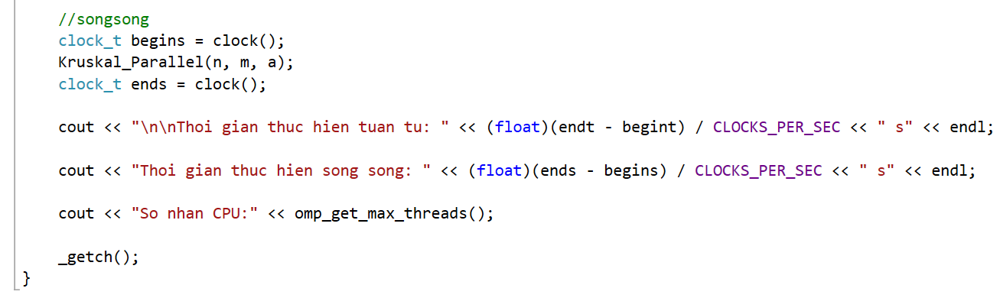 //songsong
clock_t begins = clock();
Kruskal_Parallel(n, m, a);
clock_t ends = clock();
cout << "\n\nThoi gian thuc hien tuan tu: " << (float)(endt - begint) / CLOCKS_PER_SEC << " s" << endl;
cout << "Thoi gian thuc hien song song: " << (float)(ends - begins) / CLOCKS_PER_SEC << " s" << endl;
cout << "So nhan CPU:" << omp_get_max_threads();
_getch();
}